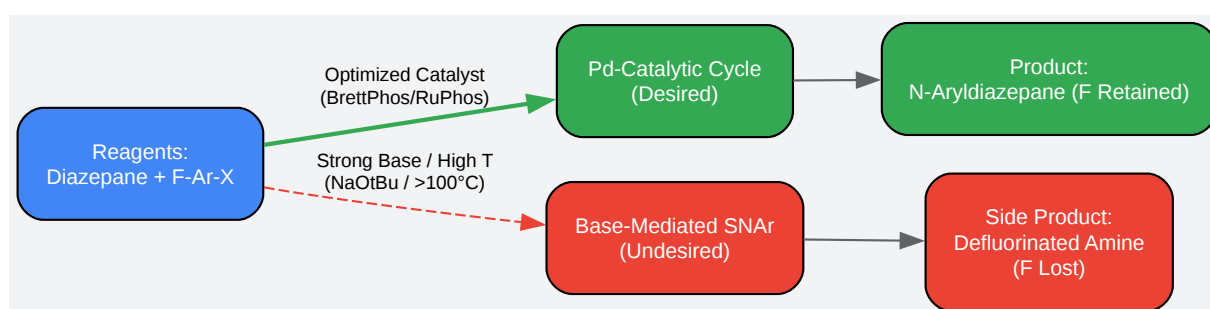 Reagents:
Diazepane + F-Ar-X
Optimized Catalyst
(BrettPhos/RuPhos)
Strong Base / High T
(NaOtBu / >100°C)
Pd-Catalytic Cycle
(Desired)
Base-Mediated SNAr
(Undesired)
Product:
N-Aryldiazepane (F Retained)
Side Product:
Defluorinated Amine
(F Lost)